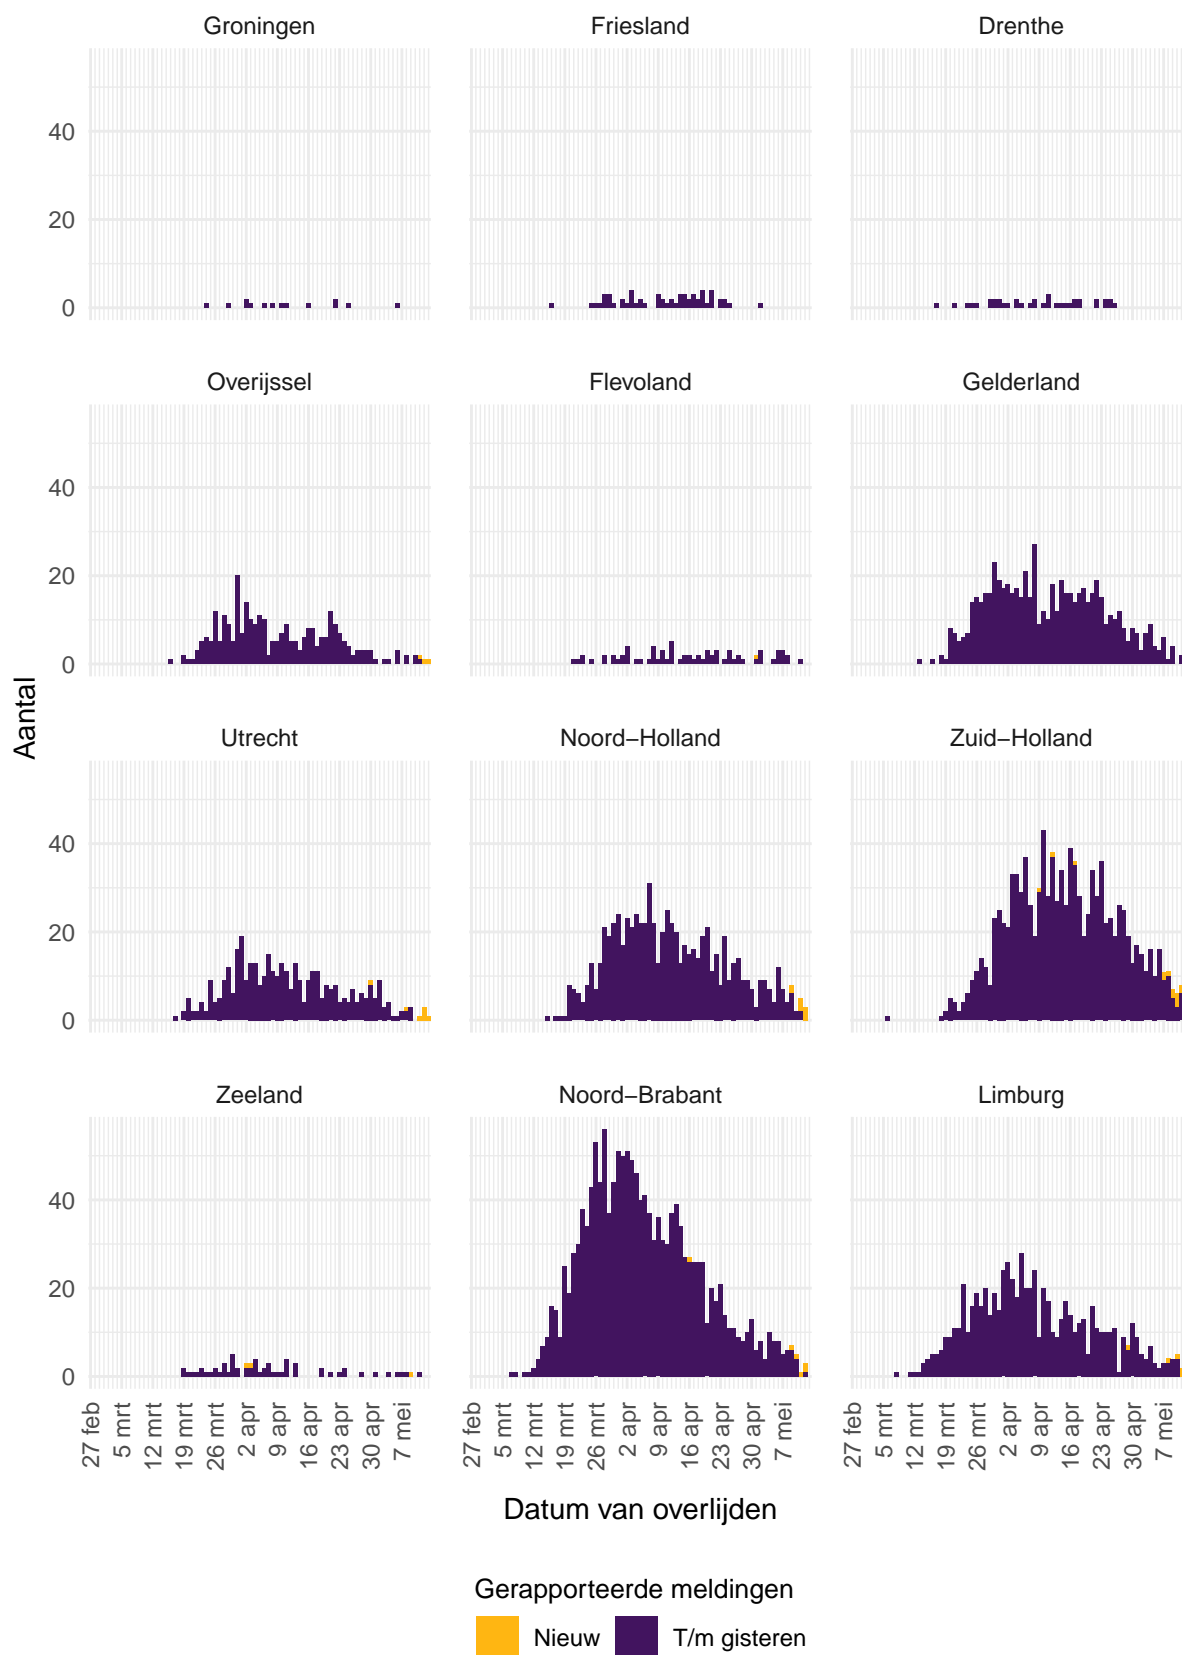 Groningen Friesland Drenthe
40
20
0
Overijssel Flevoland Gelderland
40
20
0
Aantal
Utrecht Noord−Holland Zuid−Holland
40
20
0
Zeeland Noord−Brabant Limburg
40
20
0
27 feb 5 mrt 12 mrt 19 mrt 26 mrt 2 apr 9 apr 16 apr 23 apr 30 apr 7 mei 27 feb 5 mrt 12 mrt 19 mrt 26 mrt 2 apr 9 apr 16 apr 23 apr 30 apr 7 mei 27 feb 5 mrt 12 mrt 19 mrt 26 mrt 2 apr 9 apr 16 apr 23 apr 30 apr 7 mei
Datum van overlijden
Gerapporteerde meldingen
Nieuw T/m gisteren